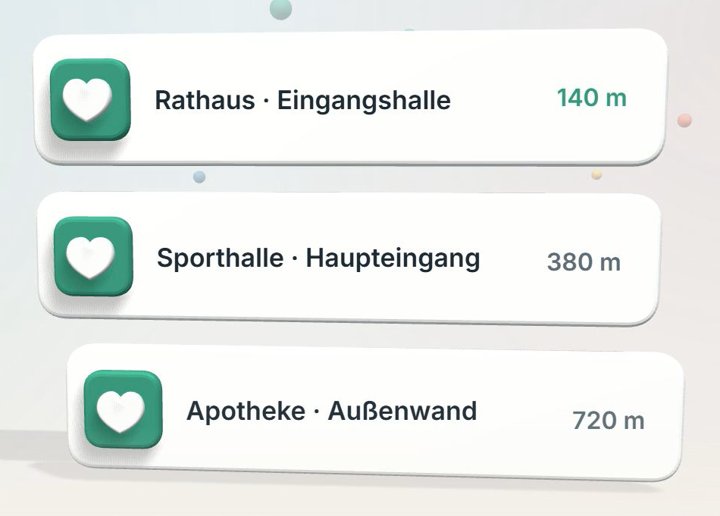 Rathaus · Eingangshalle 140 m
Sporthalle · Haupteingang 380 m
Apotheke · Außenwand 720 m